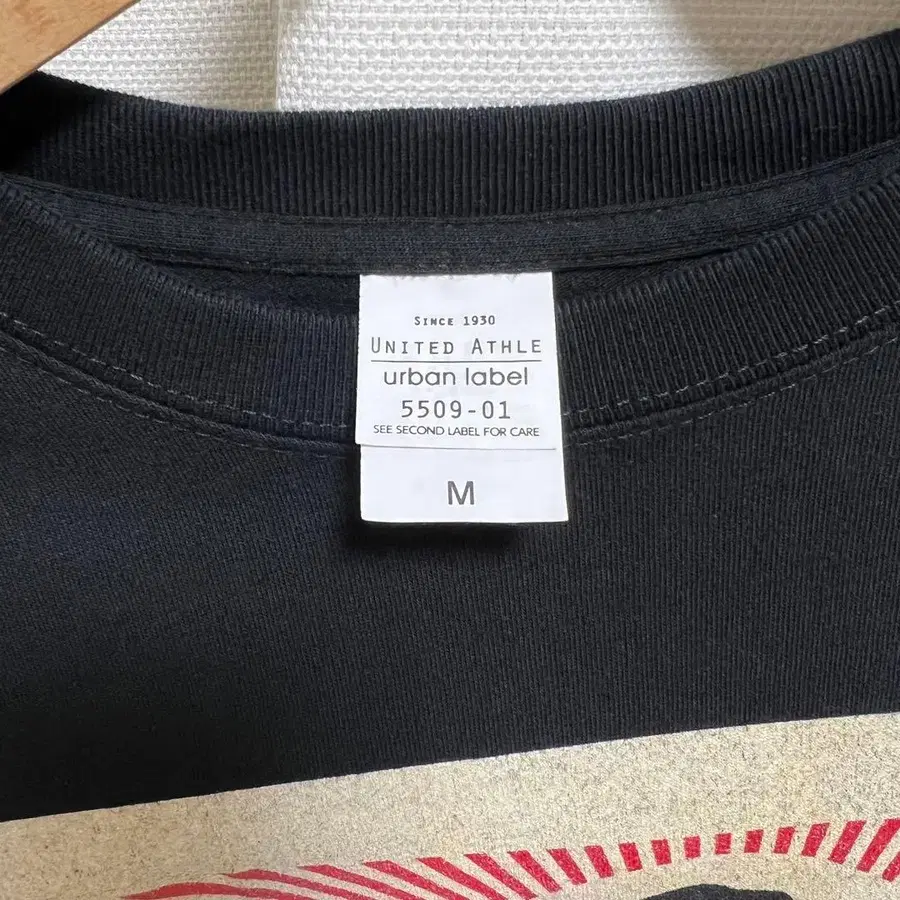 SINCE 1930
UNITED ATHLE
urban label
5509-01
SEE SECOND LABEL FOR CARE
M